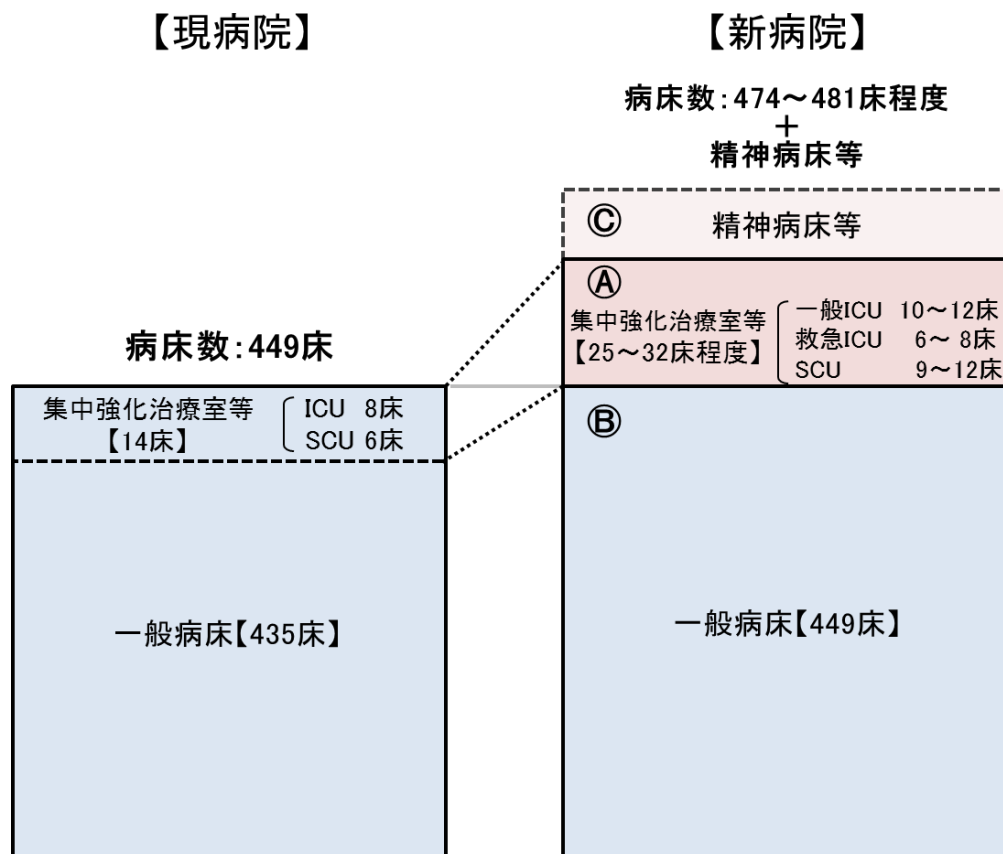 【現病院】
病床数:449床
集中強化治療室等
【14床】
ICU 8床
SCU 6床
一般病床【435床】
【新病院】
病床数:474～481床程度
＋
精神病床等
Ⓒ 精神病床等
Ⓐ
集中強化治療室等
【25～32床程度】
一般ICU 10～12床
救急ICU 6～ 8床
SCU 9～12床
Ⓑ
一般病床【449床】